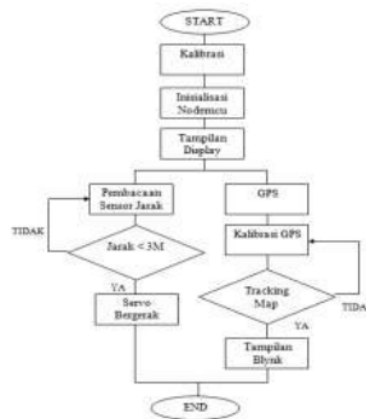 START
Kalibrasi
Inisialisasi
Nodemcu
Tampilan
Display
Pembacaan
Sensor Jarak
TIDAK
Jarak < 3M
YA
Servo
Bergerak
GPS
Kalibrasi GPS
Tracking
Map
TIDA
YA
Tampilan
Blynk
END